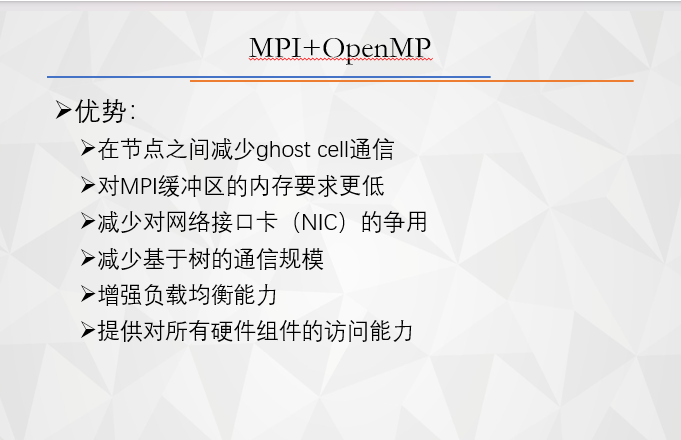 MPI+OpenMP
➤优势：
➤在节点之间减少ghost cell通信
➤对MPI缓冲区的内存要求更低
➤减少对网络接口卡（NIC）的争用
➤减少基于树的通信规模
➤增强负载均衡能力
➤提供对所有硬件组件的访问能力